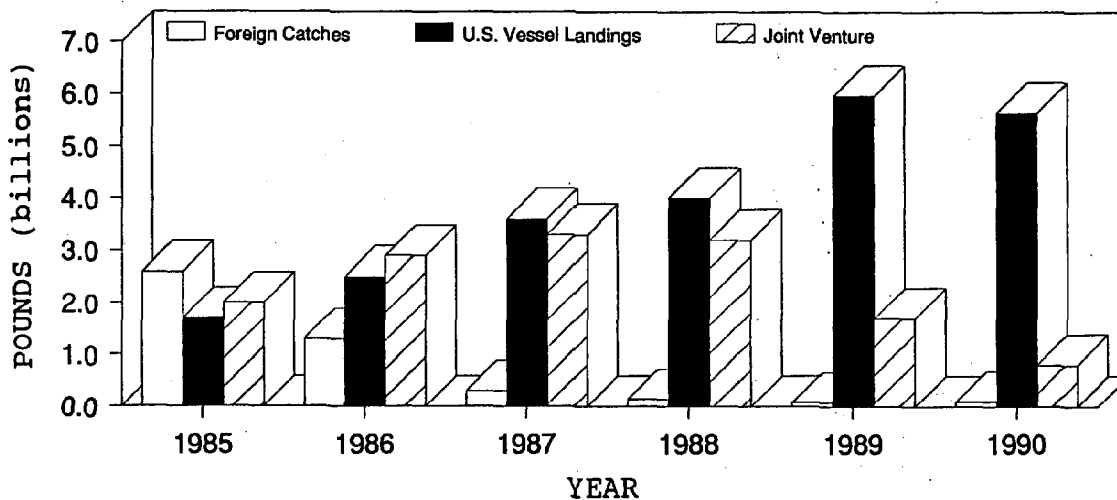 POUNDS (billions)
7.0
6.0
5.0
4.0
3.0
2.0
1.0
0.0
Foreign Catches U.S. Vessel Landings Joint Venture
1985 1986 1987 1988 1989 1990
YEAR